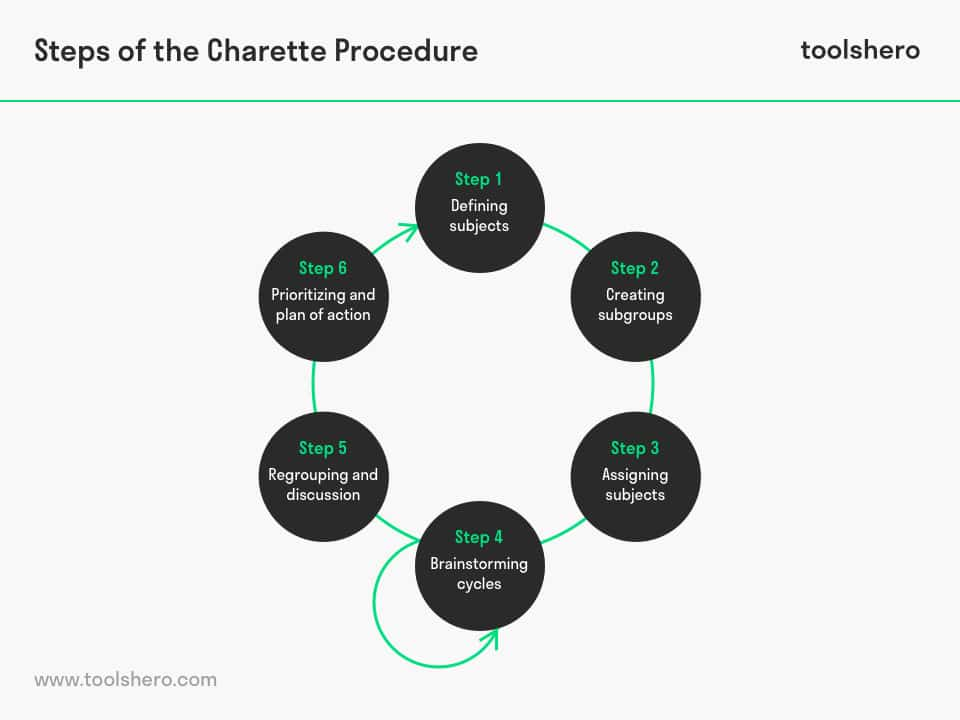 Steps of the Charette Procedure
toolshero
Step 1
Defining
subjects
Step 2
Creating
subgroups
Step 3
Assigning
subjects
Step 4
Brainstorming
cycles
Step 5
Regrouping and
discussion
Step 6
Prioritizing and
plan of action
www.toolshero.com